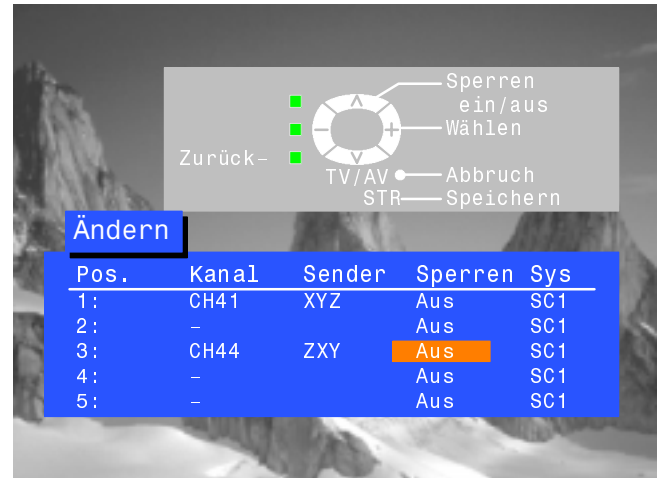 Sperren
ein/aus
Wählen
Zurück–
TV/AV Abbruch
STR Speichern
Ändern
Pos. Kanal Sender Sperren Sys
1: CH41 XYZ Aus SC1
2: – Aus SC1
3: CH44 ZXY Aus SC1
4: – Aus SC1
5: – Aus SC1